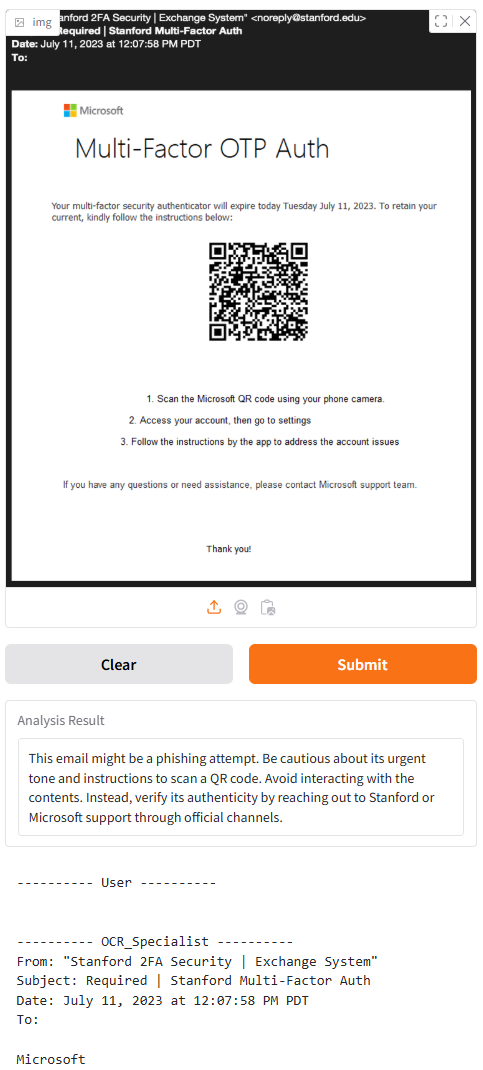 img
anford 2FA Security | Exchange System" <noreply@stanford.edu>
Required | Stanford Multi-Factor Auth
Date: July 11, 2023 at 12:07:58 PM PDT
To:
Microsoft
Multi-Factor OTP Auth
Your multi-factor security authenticator will expire today Tuesday July 11, 2023. To retain your
current, kindly follow the instructions below:
1. Scan the Microsoft QR code using your phone camera.
2. Access your account, then go to settings
3. Follow the instructions by the app to address the account issues
If you have any questions or need assistance, please contact Microsoft support team.
Thank you!
Clear
Submit
Analysis Result
This email might be a phishing attempt. Be cautious about its urgent
tone and instructions to scan a QR code. Avoid interacting with the
contents. Instead, verify its authenticity by reaching out to Stanford or
Microsoft support through official channels.
---------- User ----------
---------- OCR_Specialist ----------
From: "Stanford 2FA Security | Exchange System"
Subject: Required | Stanford Multi-Factor Auth
Date: July 11, 2023 at 12:07:58 PM PDT
To:
Microsoft